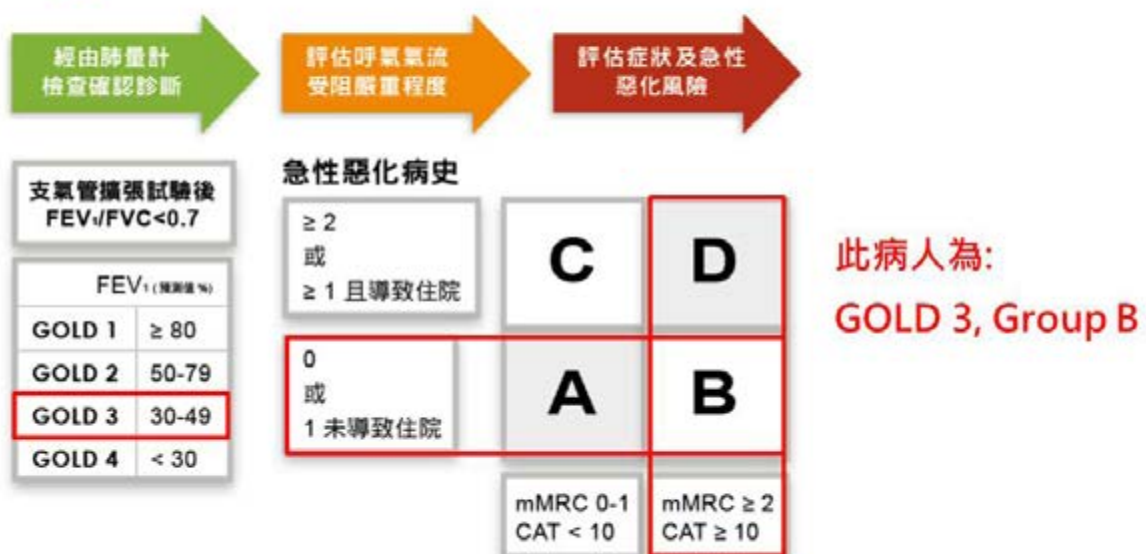 經由肺量計
檢查確認診斷
評估呼氣氣流
受阻嚴重程度
評估症狀及急性
惡化風險
支氣管擴張試驗後
FEV₁/FVC<0.7
FEV₁ (預測值 %)
GOLD 1 ≥ 80
GOLD 2 50-79
GOLD 3 30-49
GOLD 4 < 30
急性惡化病史
≥ 2
或
≥ 1 且導致住院
C D
0
或
1 未導致住院
A B
mMRC 0-1
CAT < 10
mMRC ≥ 2
CAT ≥ 10
此病人為:
GOLD 3, Group B